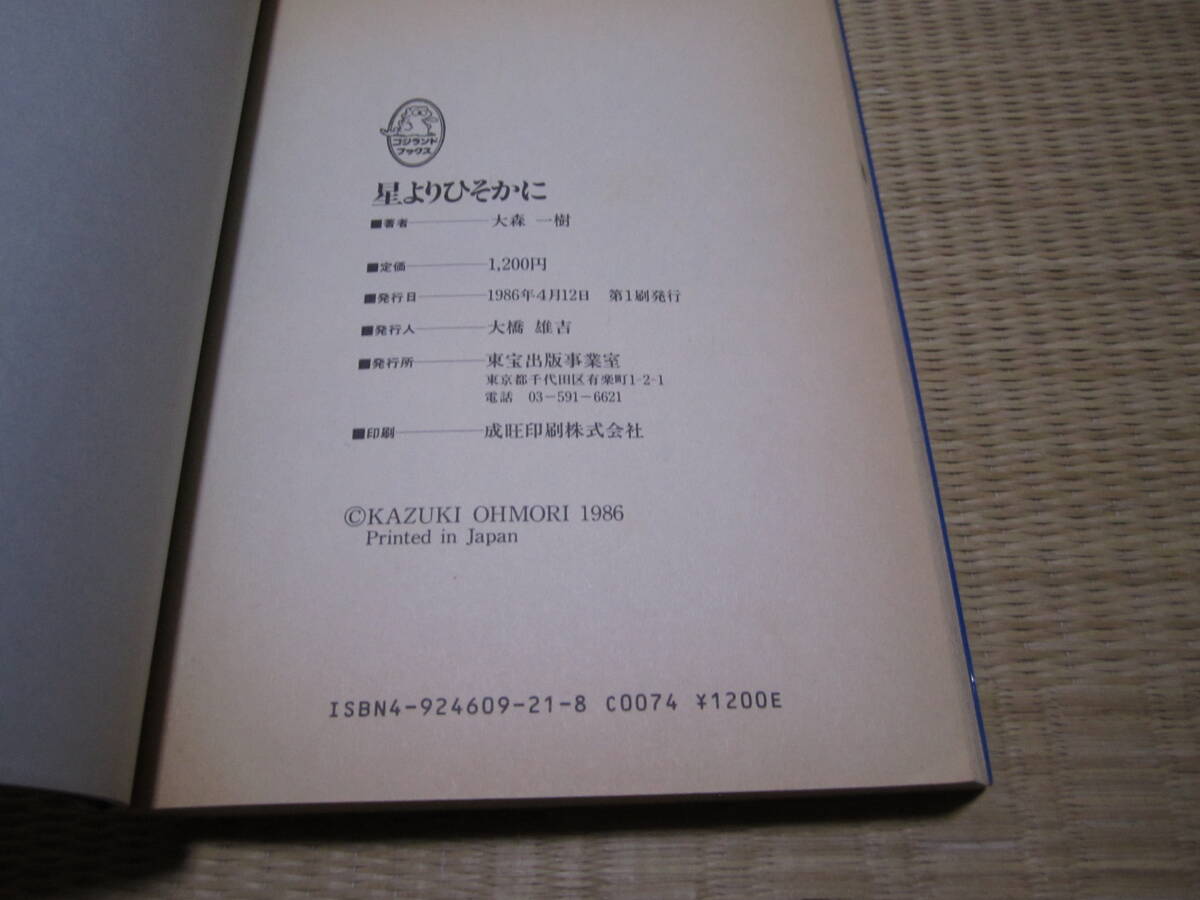 ゴジランド
ブックス
星よりひそかに
■著者――――大森 一樹
■定価――――1,200円
■発行日――――1986年4月12日 第1刷発行
■発行人――――大橋 雄吉
■発行所――――東宝出版事業室
東京都千代田区有楽町1-2-1
電話 03-591-6621
■印刷――――成旺印刷株式会社
©KAZUKI OHMORI 1986
Printed in Japan
ISBN4-924609-21-8 C0074 ¥1200E